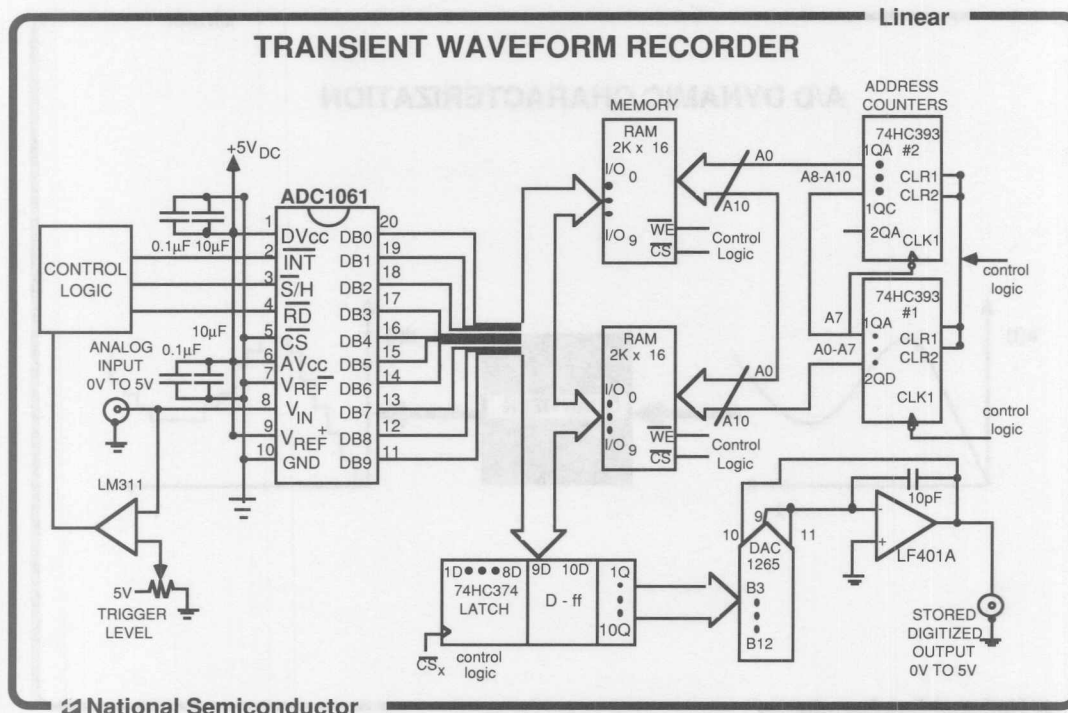 Linear
TRANSIENT WAVEFORM RECORDER
A/D DYNAMIC CHARACTERIZATION
+5V DC
0.1µF 10µF
CONTROL
LOGIC
10µF
0.1µF
ANALOG
INPUT
0V TO 5V
LM311
5V
TRIGGER
LEVEL
ADC1061
1 DVcc DB0 20
2 INT DB1 19
3 S/H DB2 18
4 RD DB3 17
5 CS DB4 16
6 AVcc DB5 15
7 VREF- DB6 14
8 VIN DB7 13
9 VREF+ DB8 12
10 GND DB9 11
MEMORY
RAM
2K x 16
I/O 0
I/O 9
WE
CS
Control
Logic
A0
A10
RAM
2K x 16
I/O 0
I/O 9
WE
CS
Control
Logic
A0
A10
ADDRESS
COUNTERS
74HC393
#2
1QA
CLR1
CLR2
1QC
2QA
CLK1
A8-A10
control
logic
74HC393
#1
A7
1QA
A0-A7
CLR1
CLR2
2QD
CLK1
control
logic
1D 8D 9D 10D 1Q
74HC374
LATCH
D - ff
10Q
CSx
control
logic
10 9 11
DAC
1265
B3
B12
10pF
-
+
LF401A
STORED
DIGITIZED
OUTPUT
0V TO 5V
National Semiconductor